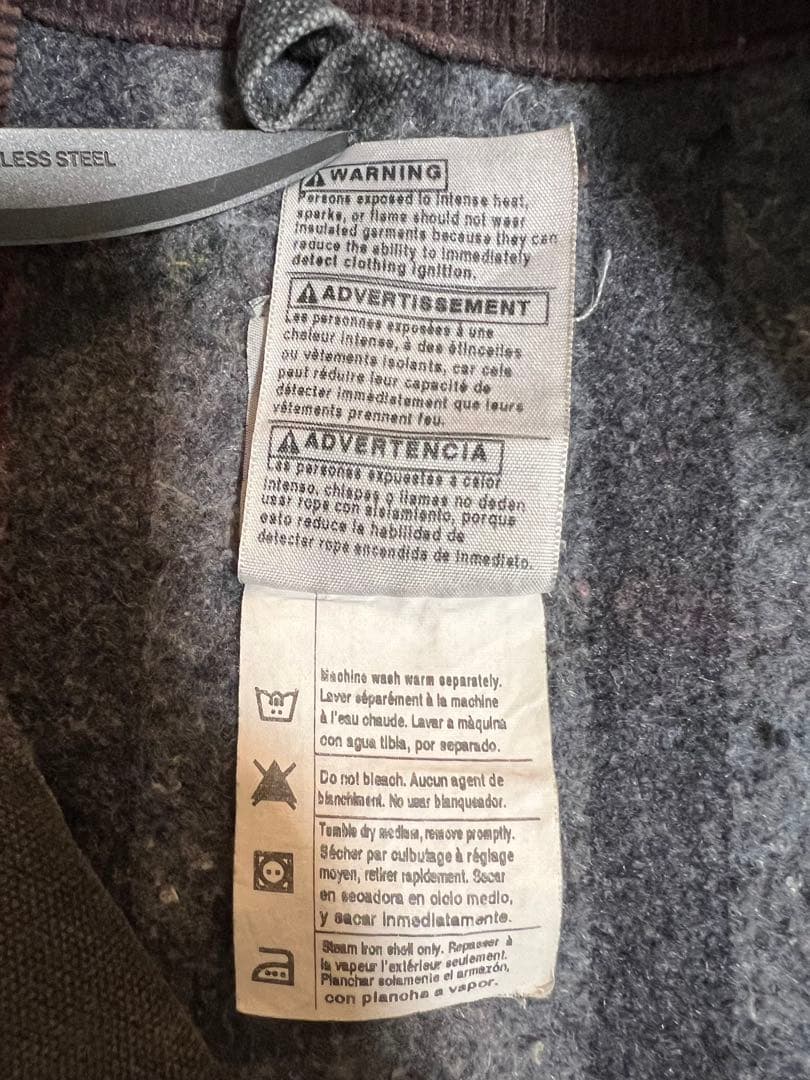 LESS STEEL
WARNING
Persons exposed to intense heat,
sparks, or flame should not wear
insulated garments because they can
reduce the ability to immediately
detect clothing ignition.
ADVERTISSEMENT
Les personnes exposées à une
chaleur intense, à des étincelles
ou vêtements isolants, car cela
peut réduire leur capacité de
détecter immédiatement que leurs
vêtements prennent feu.
ADVERTENCIA
Las personas expuestas a calor
intenso, chispas o llamas no deden
usar ropa con aislamiento, porque
esto reduce la habilidad de
detectar ropa encendida de inmediato.
Machine wash warm separately.
Laver séparément à la machine
à l'eau chaude. Lavar a màquina
con agua tibia, por separado.
Do not bleach. Aucun agent de
blanchiment. No usar blanqueador.
Tumble dry medium, remove promptly.
Sécher par culbutage à réglage
moyen, retirer rapidement. Secar
en secadora en ciclo medio,
y sacar inmediatamente.
Steam iron shell only. Repasser à
la vapeur l'extérieur seulement.
Planchar solamente el armazón,
con plancha a vapor.